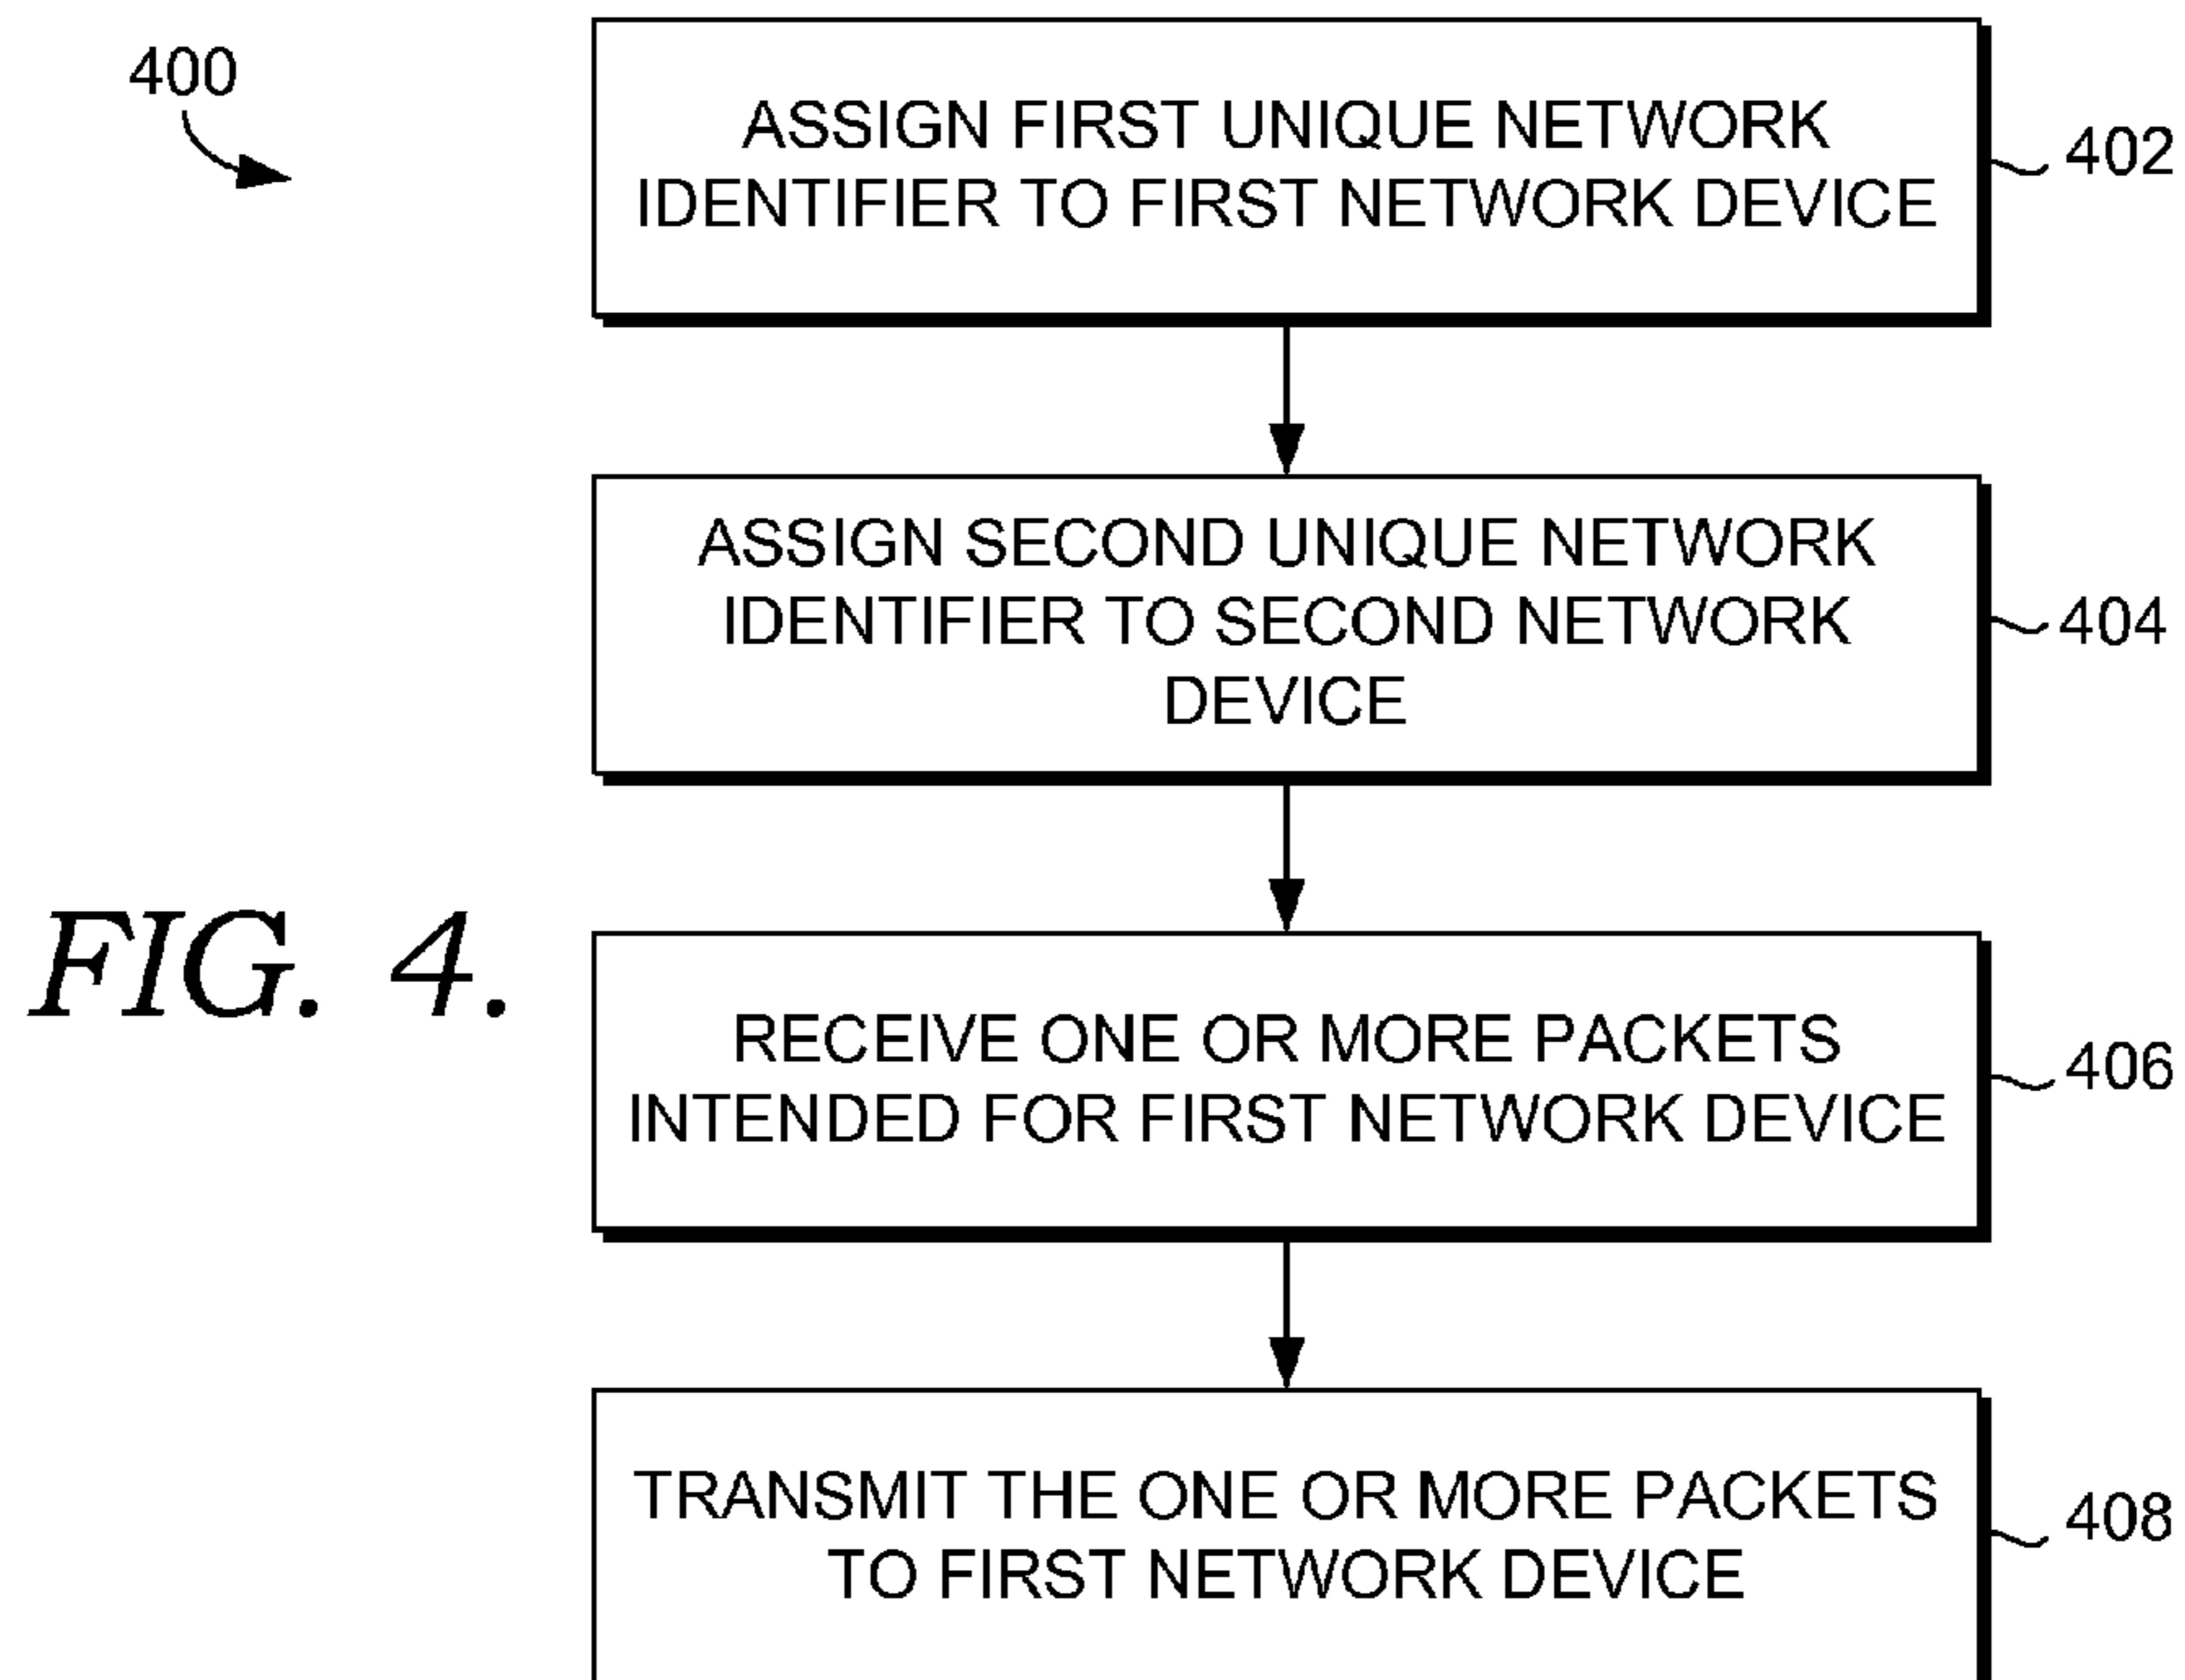 400
ASSIGN FIRST UNIQUE NETWORK
IDENTIFIER TO FIRST NETWORK DEVICE
402
ASSIGN SECOND UNIQUE NETWORK
IDENTIFIER TO SECOND NETWORK
DEVICE
404
FIG. 4.
RECEIVE ONE OR MORE PACKETS
INTENDED FOR FIRST NETWORK DEVICE
406
TRANSMIT THE ONE OR MORE PACKETS
TO FIRST NETWORK DEVICE
408